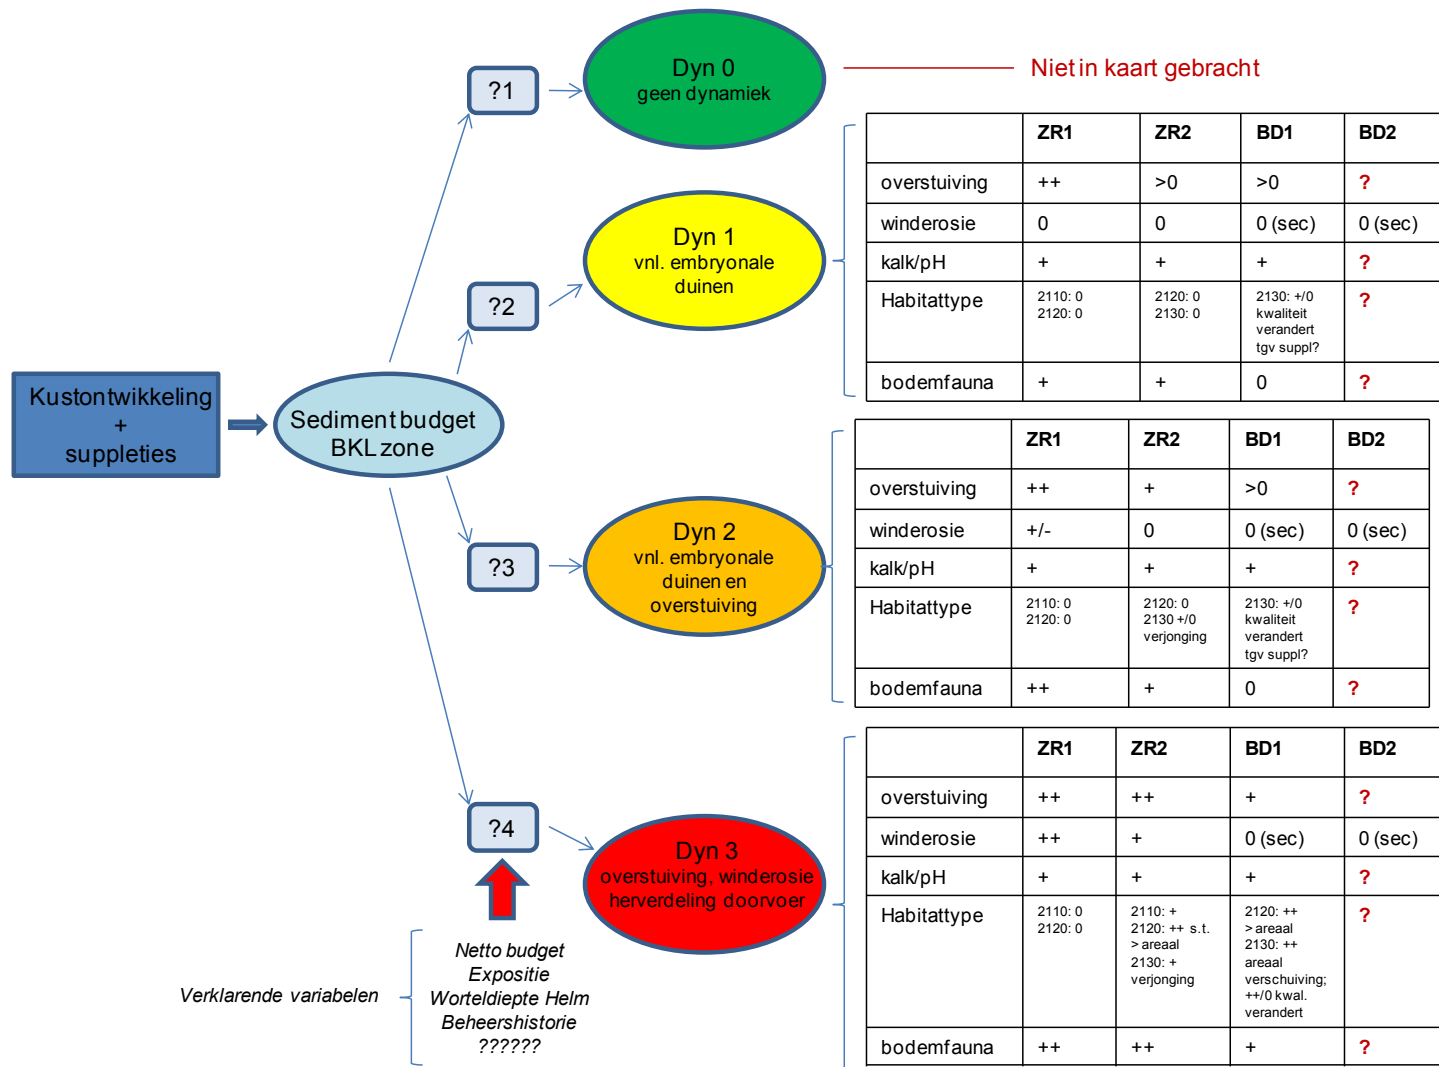 Kustontwikkeling
+
suppleties
Sediment budget
BKL zone
?1
?2
?3
?4
Dyn 0
geen dynamiek
Niet in kaart gebracht
Dyn 1
vnl. embryonale
duinen
ZR1 ZR2 BD1 BD2
overstuiving ++ >0 >0 ?
winderosie 0 0 0 (sec) 0 (sec)
kalk/pH + + + ?
Habitattype 2110: 0 2120: 0 2130: +/0 ?
2120: 0 2130: 0 kwaliteit
verandert
tgv suppl?
bodemfauna + + 0 ?
Dyn 2
vnl. embryonale
duinen en
overstuiving
ZR1 ZR2 BD1 BD2
overstuiving ++ + >0 ?
winderosie +/- 0 0 (sec) 0 (sec)
kalk/pH + + + ?
Habitattype 2110: 0 2120: 0 2130: +/0 ?
2120: 0 2130 +/0 kwaliteit
verjonging verandert
tgv suppl?
bodemfauna ++ + 0 ?
Dyn 3
overstuiving, winderosie
herverdeling doorvoer
ZR1 ZR2 BD1 BD2
overstuiving ++ ++ + ?
winderosie ++ + 0 (sec) 0 (sec)
kalk/pH + + + ?
Habitattype 2110: 0 2110: + 2120: ++ ?
2120: 0 2120: ++ s.t. > areaal
> areaal 2130: ++
2130: + areaal
verjonging verschuiving;
++/0 kwal.
verandert
bodemfauna ++ ++ + ?
Verklarende variabelen
Netto budget
Expositie
Worteldiepte Helm
Beheershistorie
??????